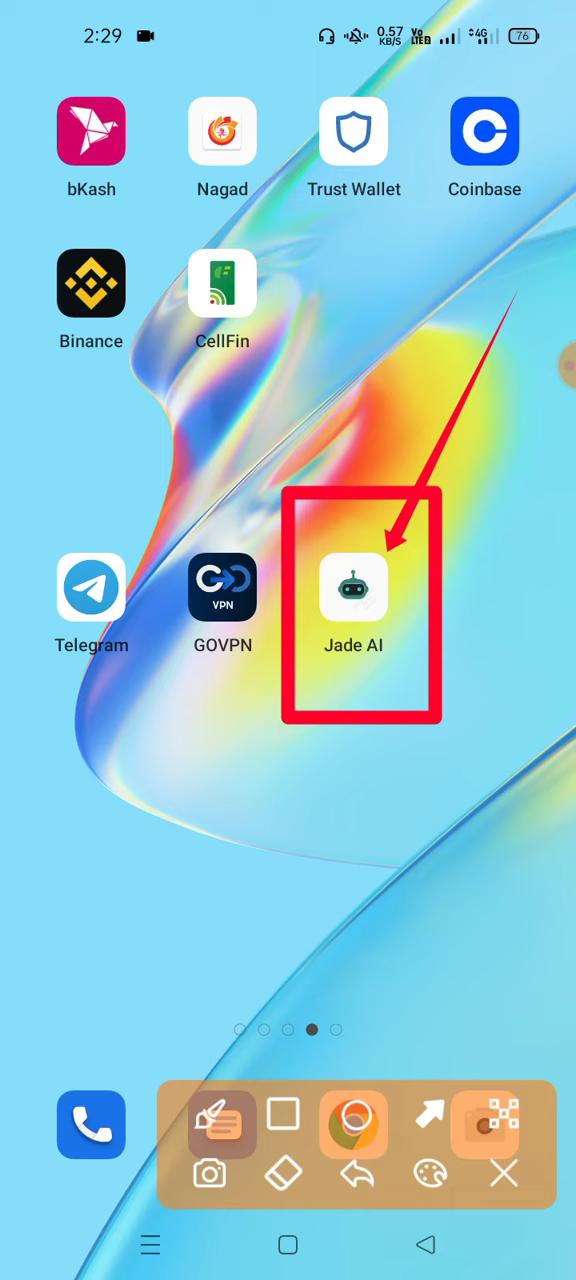 2:29 0.57 KB/S Vo LTE2 4G 76
bKash Nagad Trust Wallet Coinbase
Binance CellFin
VPN
Telegram GOVPN Jade AI